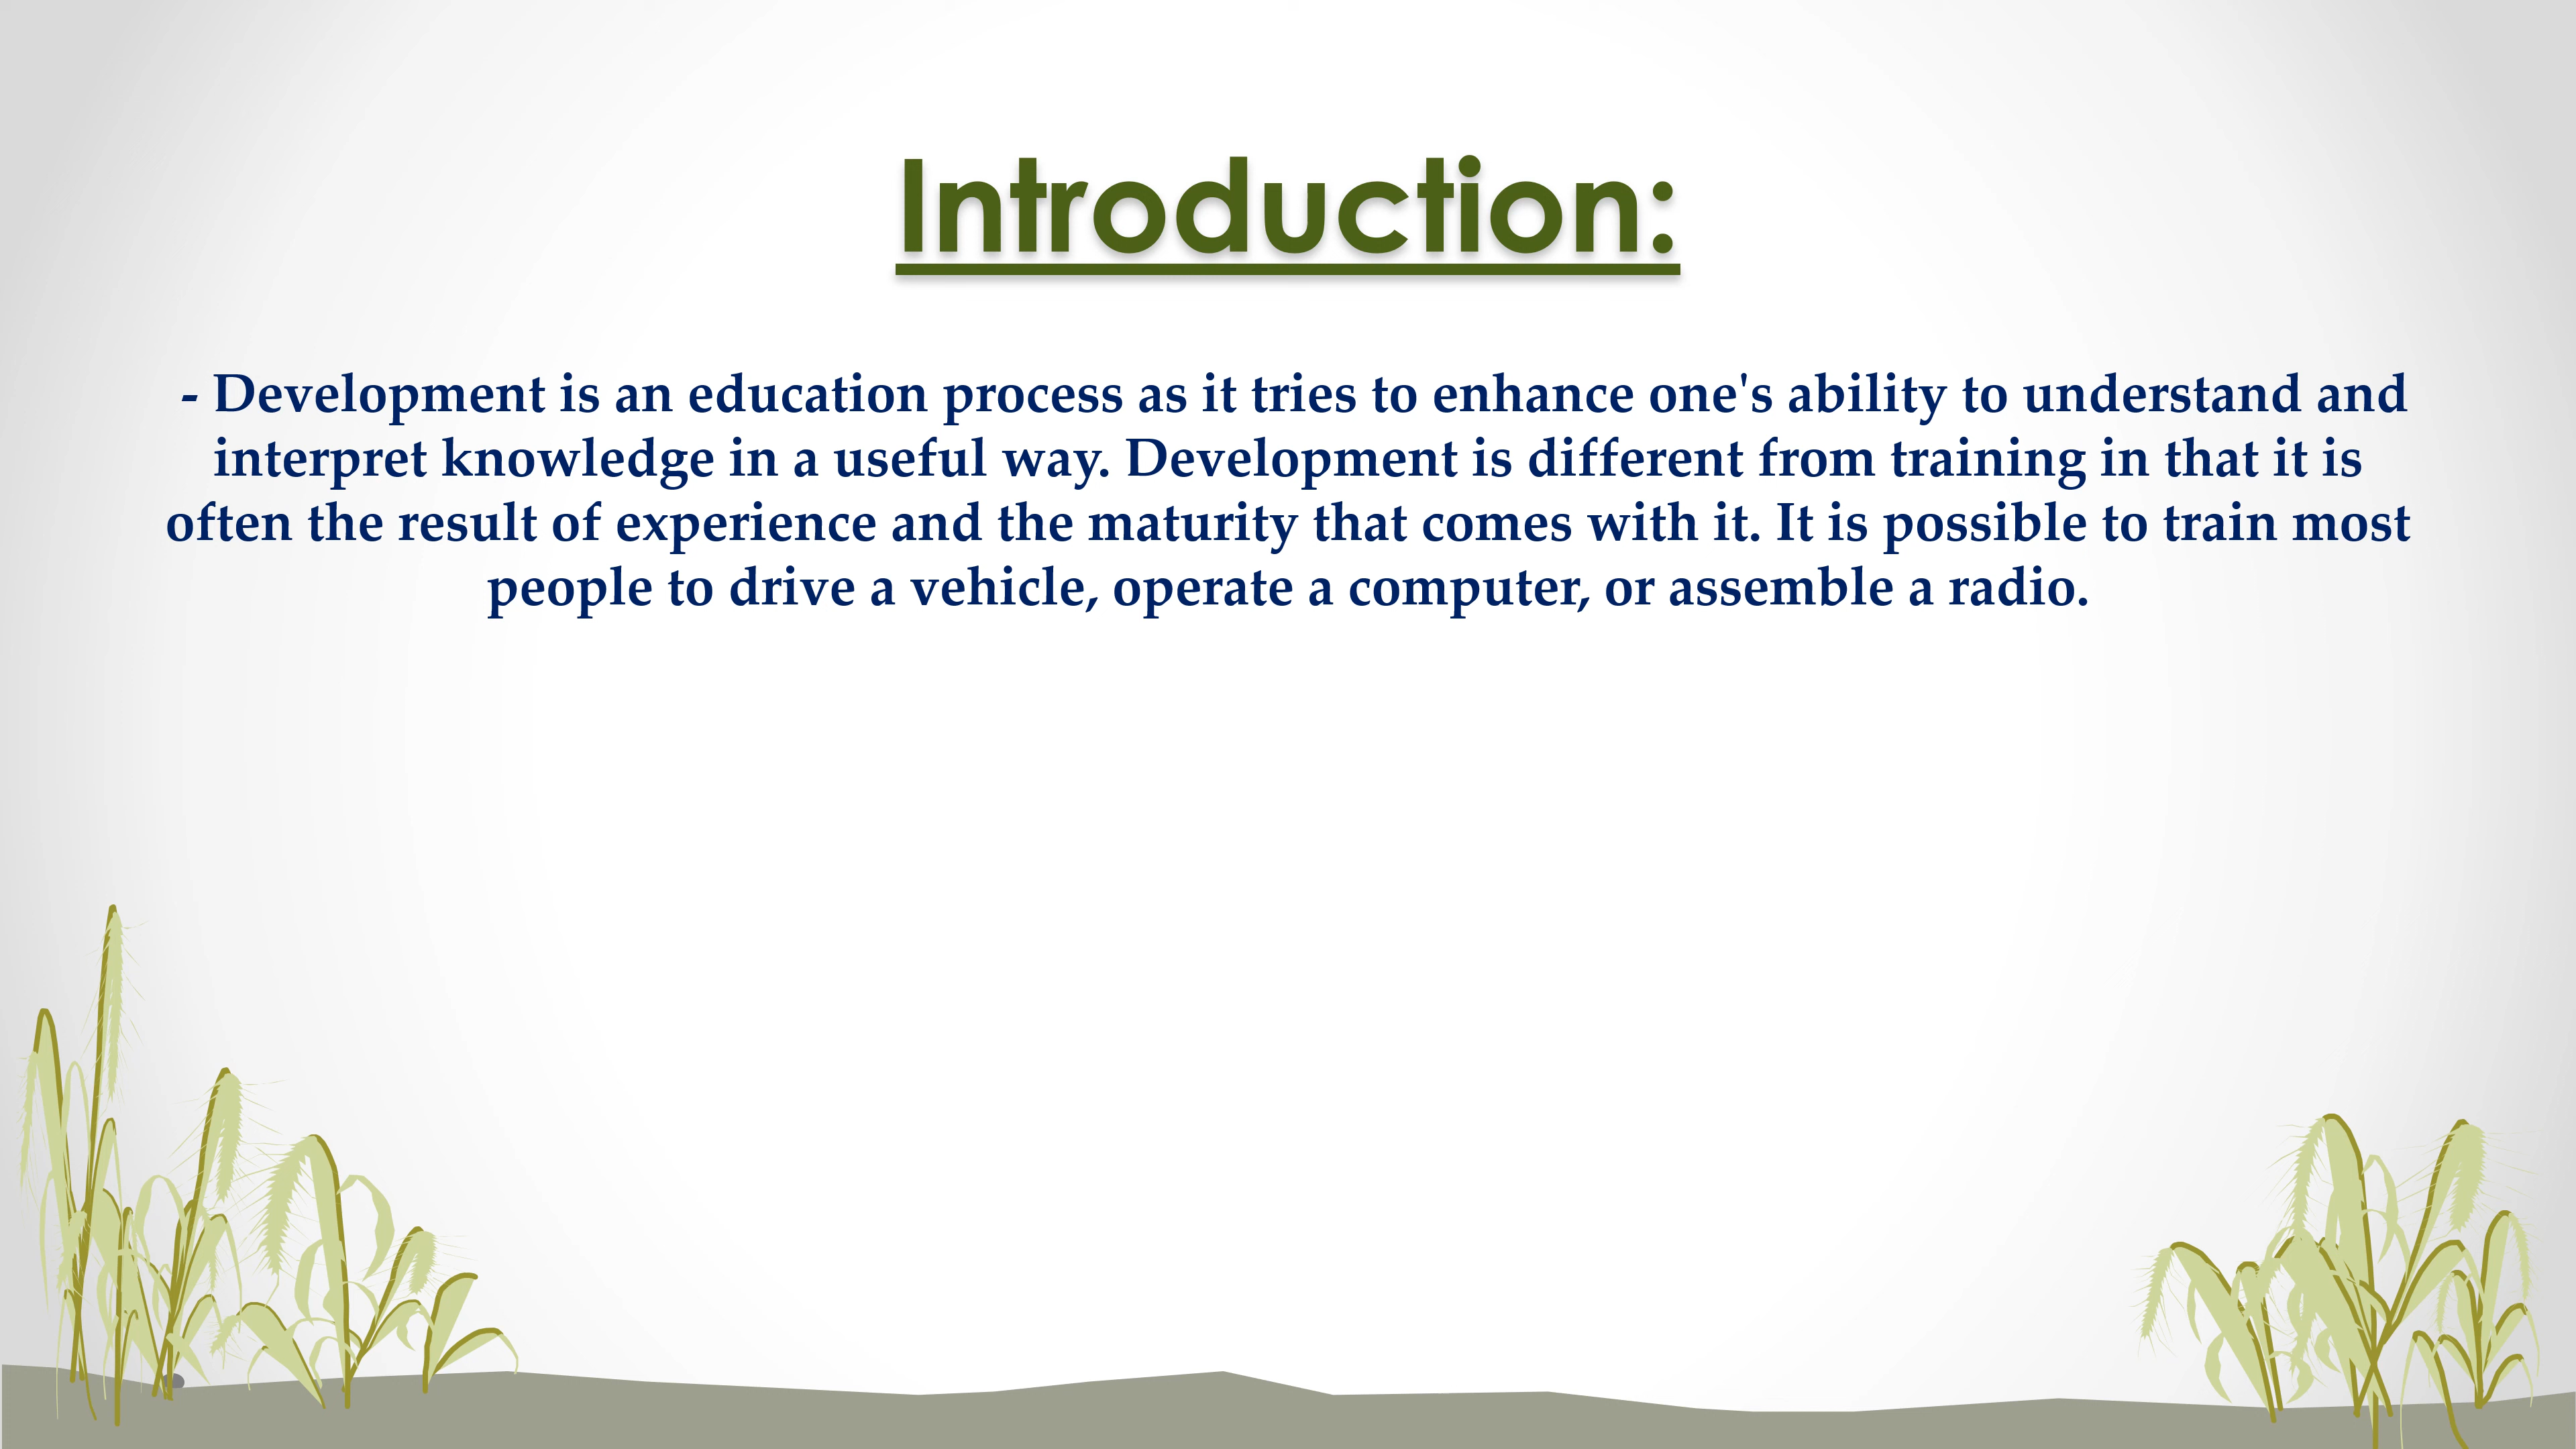 Introduction:
- Development is an education process as it tries to enhance one's ability to understand and
interpret knowledge in a useful way. Development is different from training in that it is
often the result of experience and the maturity that comes with it. It is possible to train most
people to drive a vehicle, operate a computer, or assemble a radio.